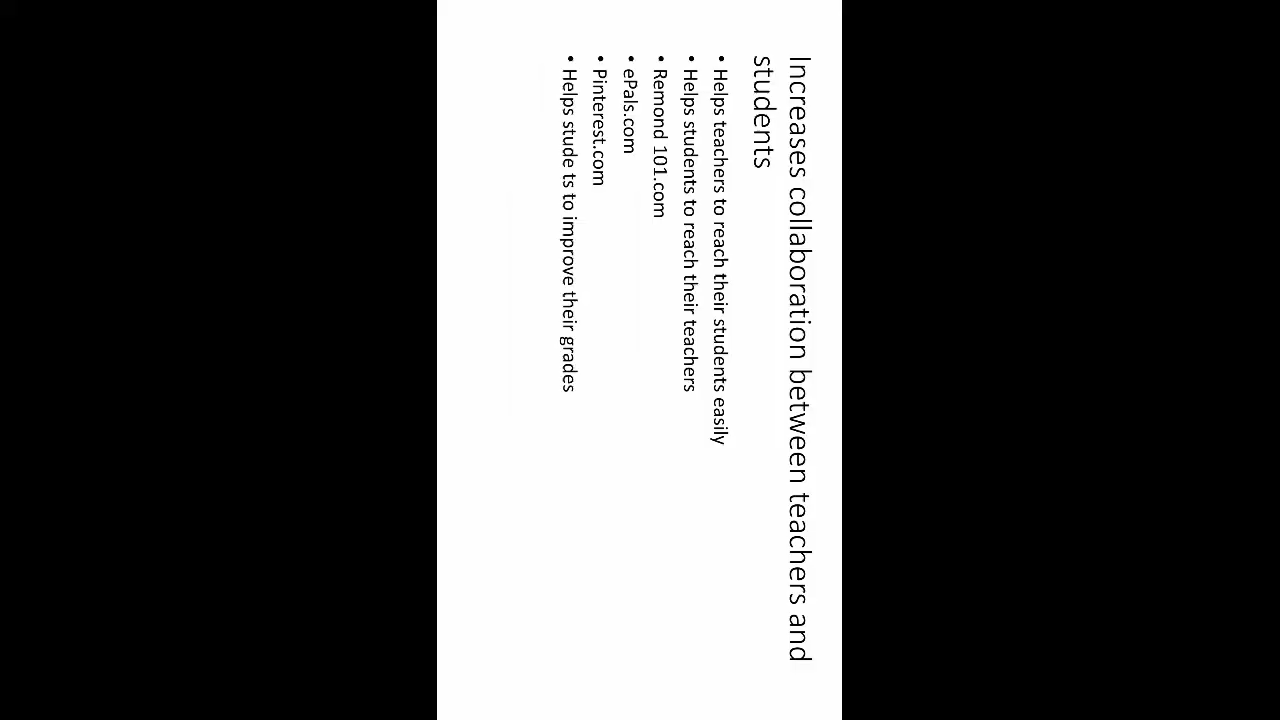 Increases collaboration between teachers and
students
• Helps teachers to reach their students easily
• Helps students to reach their teachers
• Remond 101.com
• ePals.com
• Pinterest.com
• Helps stude ts to improve their grades